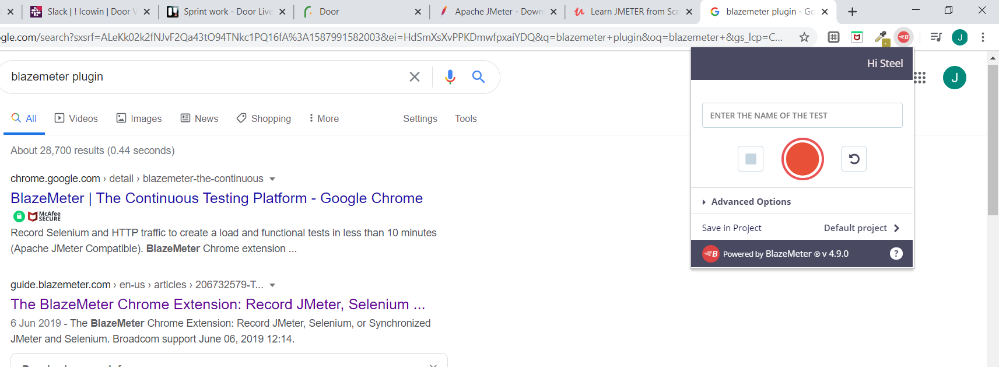 Slack | ! Icowin | Door V
Sprint work - Door Live
Door
Apache JMeter - Down
Learn JMETER from Scr
blazemeter plugin - Go
gle.com/search?sxsrf=ALeKk02k2fNJvF2Qa43tO94TNkc1PQ16fA%3A1587991582003&ei=HdSmXsXvPPKDmwfpxaiYDQ&q=blazemeter+plugin&oq=blazemeter+&gs_lcp=C...
J
Hi Steel
blazemeter plugin
J
ENTER THE NAME OF THE TEST
All
Videos
Images
News
Shopping
More
Settings
Tools
About 28,700 results (0.44 seconds)
chrome.google.com › detail › blazemeter-the-continuous
BlazeMeter | The Continuous Testing Platform - Google Chrome
McAfee
SECURE
Record Selenium and HTTP traffic to create a load and functional tests in less than 10 minutes
(Apache JMeter Compatible). BlazeMeter Chrome extension ...
Advanced Options
Save in Project
Default project
B Powered by BlazeMeter ® v 4.9.0 ?
guide.blazemeter.com › en-us › articles › 206732579-T...
The BlazeMeter Chrome Extension: Record JMeter, Selenium ...
6 Jun 2019 - The BlazeMeter Chrome Extension: Record JMeter, Selenium, or Synchronized
JMeter and Selenium. Broadcom support June 06, 2019 12:14.